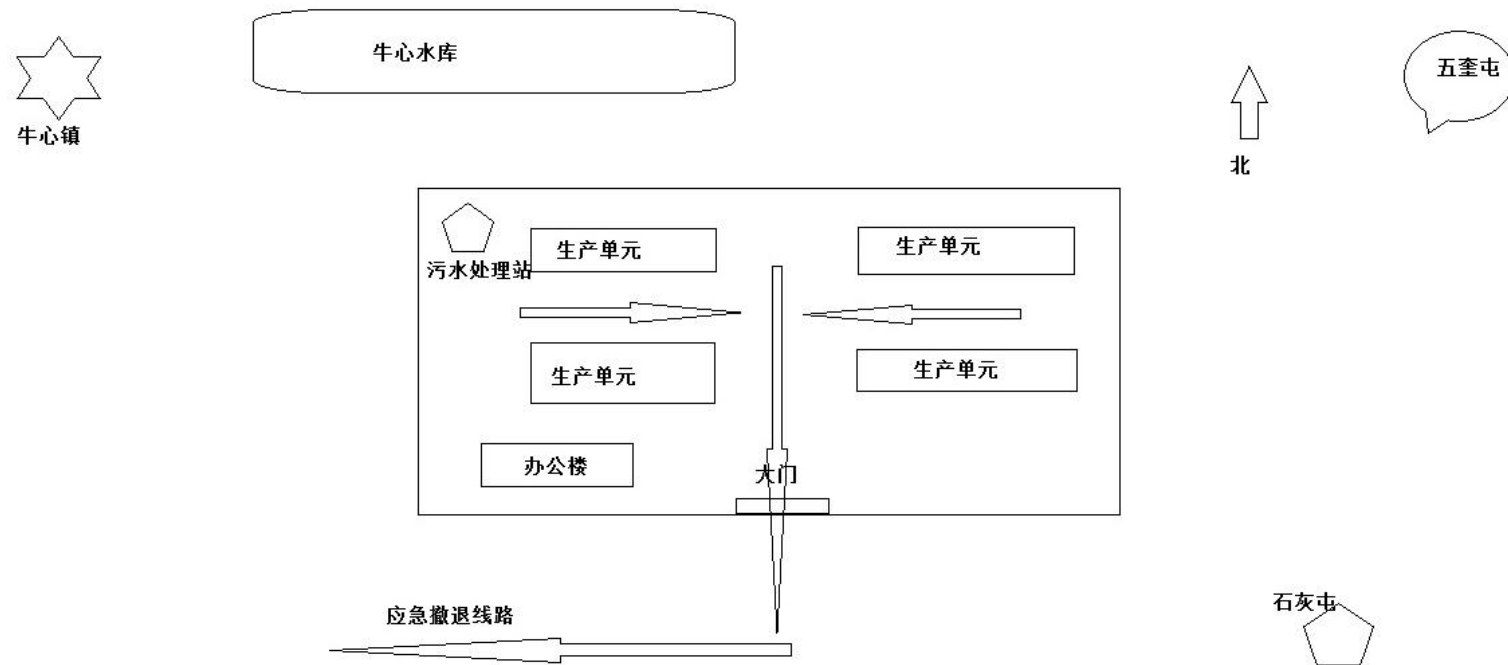 牛心水库
五奎屯
牛心镇
北
生产单元
生产单元
污水处理站
生产单元
生产单元
办公楼
大门
应急撤退线路
石灰屯